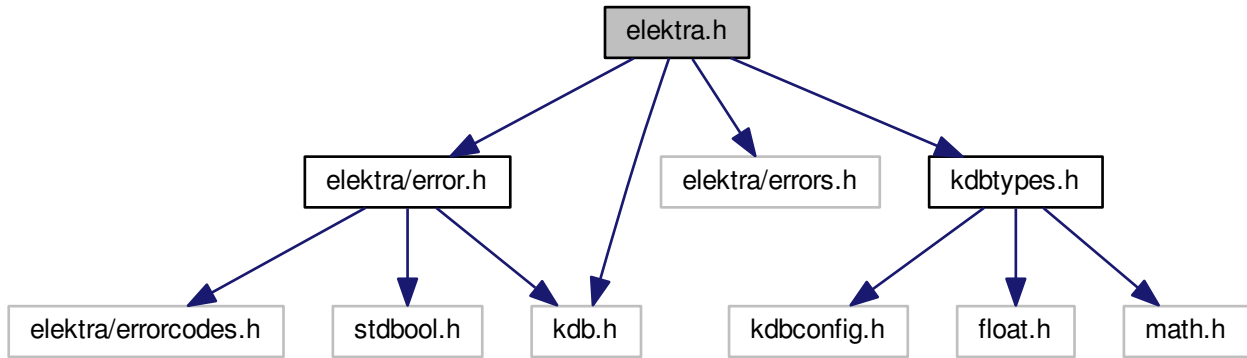 elektra.h
elektra/error.h
elektra/errors.h
kdbtypes.h
elektra/errorcodes.h
stdbool.h
kdb.h
kdbconfig.h
float.h
math.h